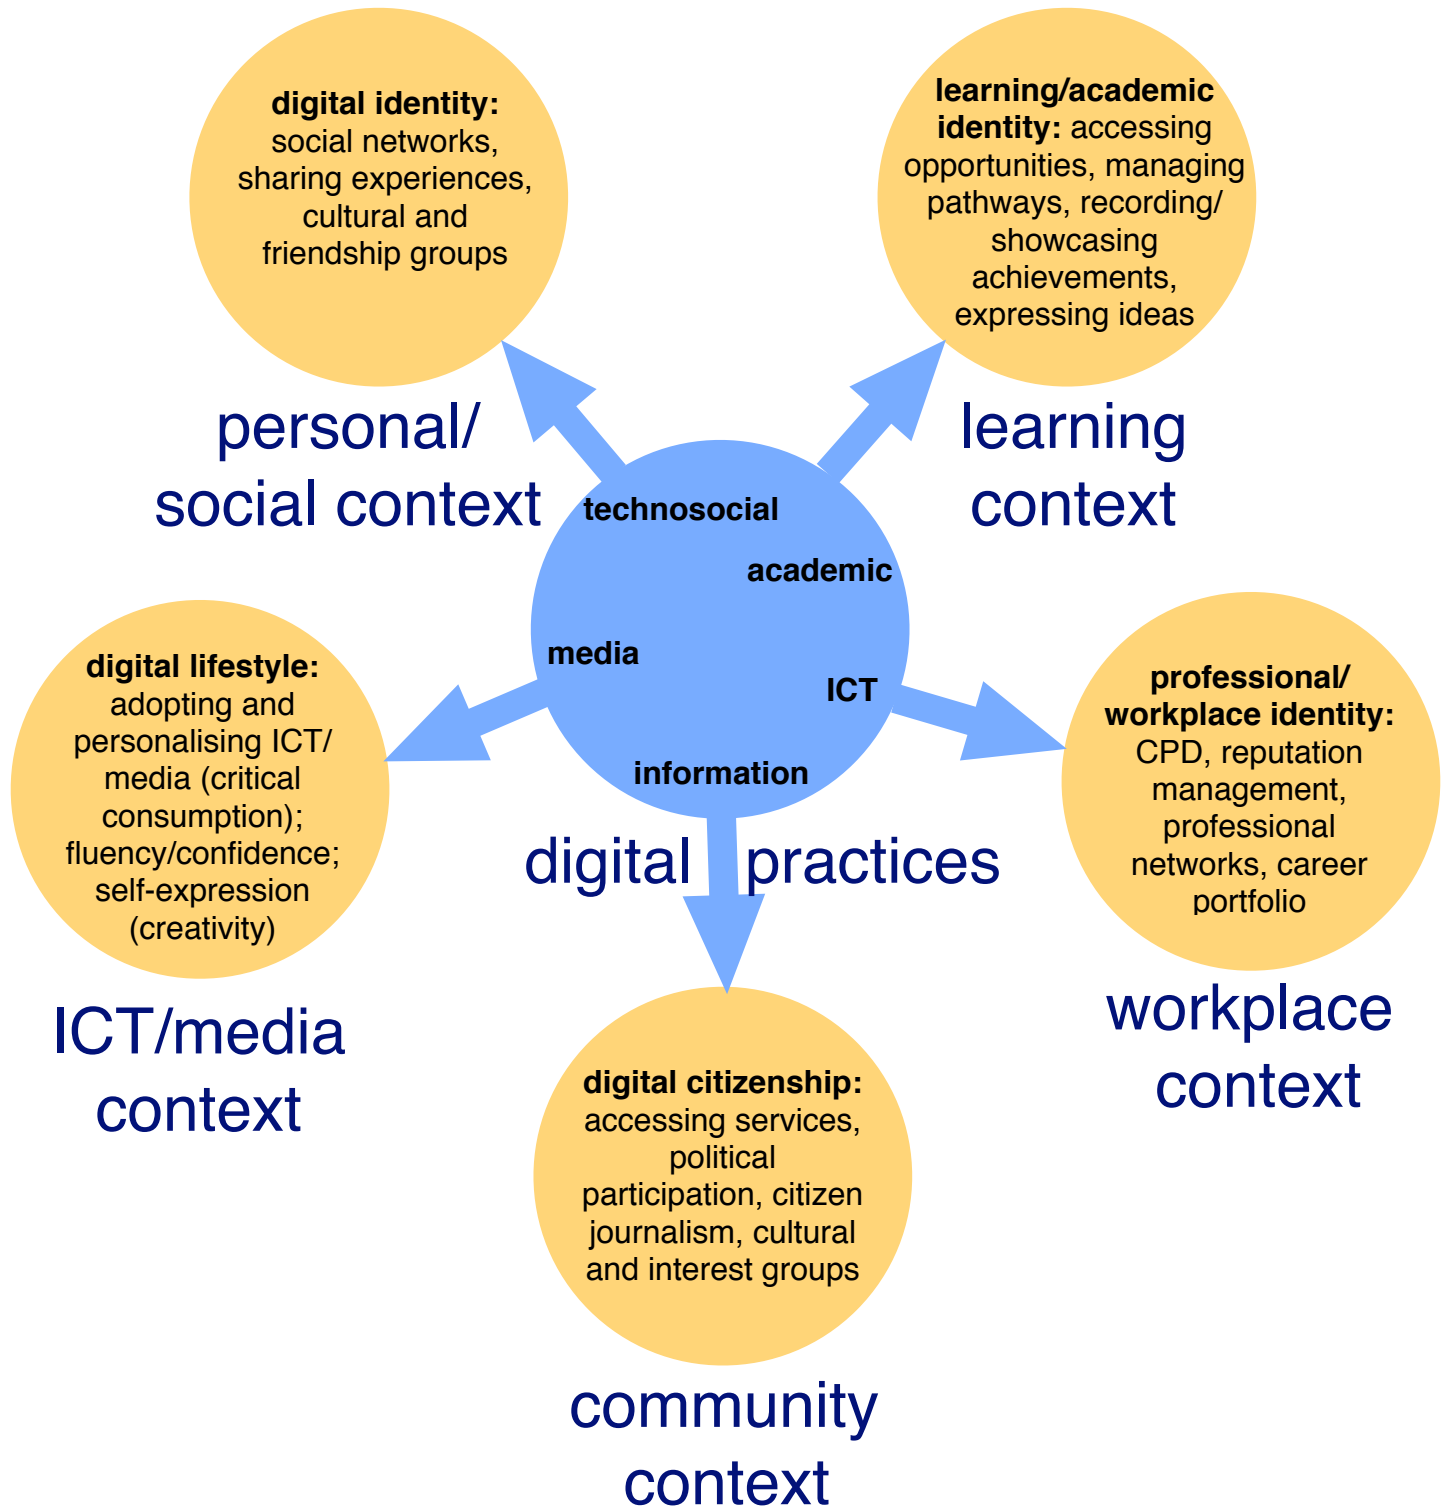 digital identity:
social networks,
sharing experiences,
cultural and
friendship groups
personal/
social context
learning/academic
identity: accessing
opportunities, managing
pathways, recording/
showcasing
achievements,
expressing ideas
learning
context
technosocial
academic
media
ICT
information
digital practices
digital lifestyle:
adopting and
personalising ICT/
media (critical
consumption);
fluency/confidence;
self-expression
(creativity)
ICT/media
context
professional/
workplace identity:
CPD, reputation
management,
professional
networks, career
portfolio
workplace
context
digital citizenship:
accessing services,
political
participation, citizen
journalism, cultural
and interest groups
community
context